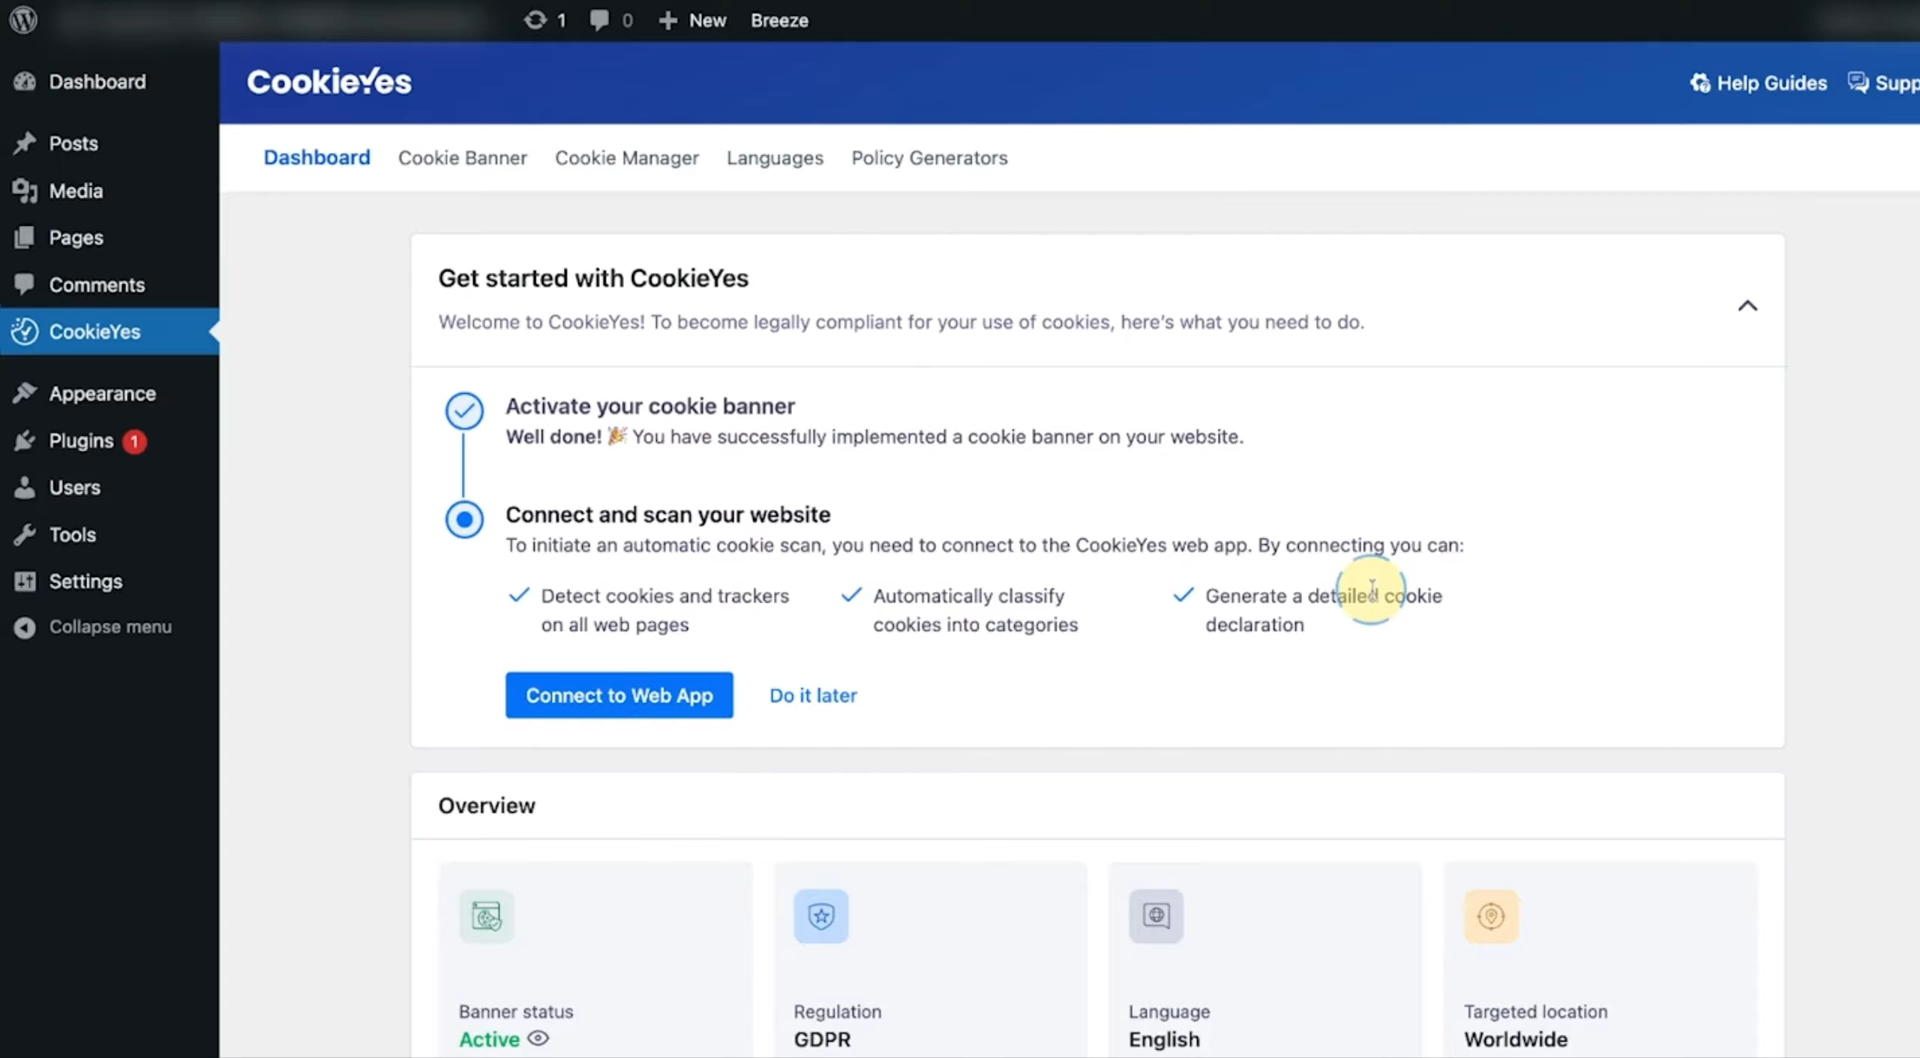 1 0 New Breeze
Dashboard
Posts
Media
Pages
Comments
CookieYes
Appearance
Plugins 1
Users
Tools
Settings
Collapse menu
CookieYes
Help Guides
Supp
Dashboard Cookie Banner Cookie Manager Languages Policy Generators
Get started with CookieYes
Welcome to CookieYes! To become legally compliant for your use of cookies, here's what you need to do.
Activate your cookie banner
Well done! 🎉 You have successfully implemented a cookie banner on your website.
Connect and scan your website
To initiate an automatic cookie scan, you need to connect to the CookieYes web app. By connecting you can:
Detect cookies and trackers
on all web pages
Automatically classify
cookies into categories
Generate a detailed cookie
declaration
Connect to Web App Do it later
Overview
Banner status
Active
Regulation
GDPR
Language
English
Targeted location
Worldwide